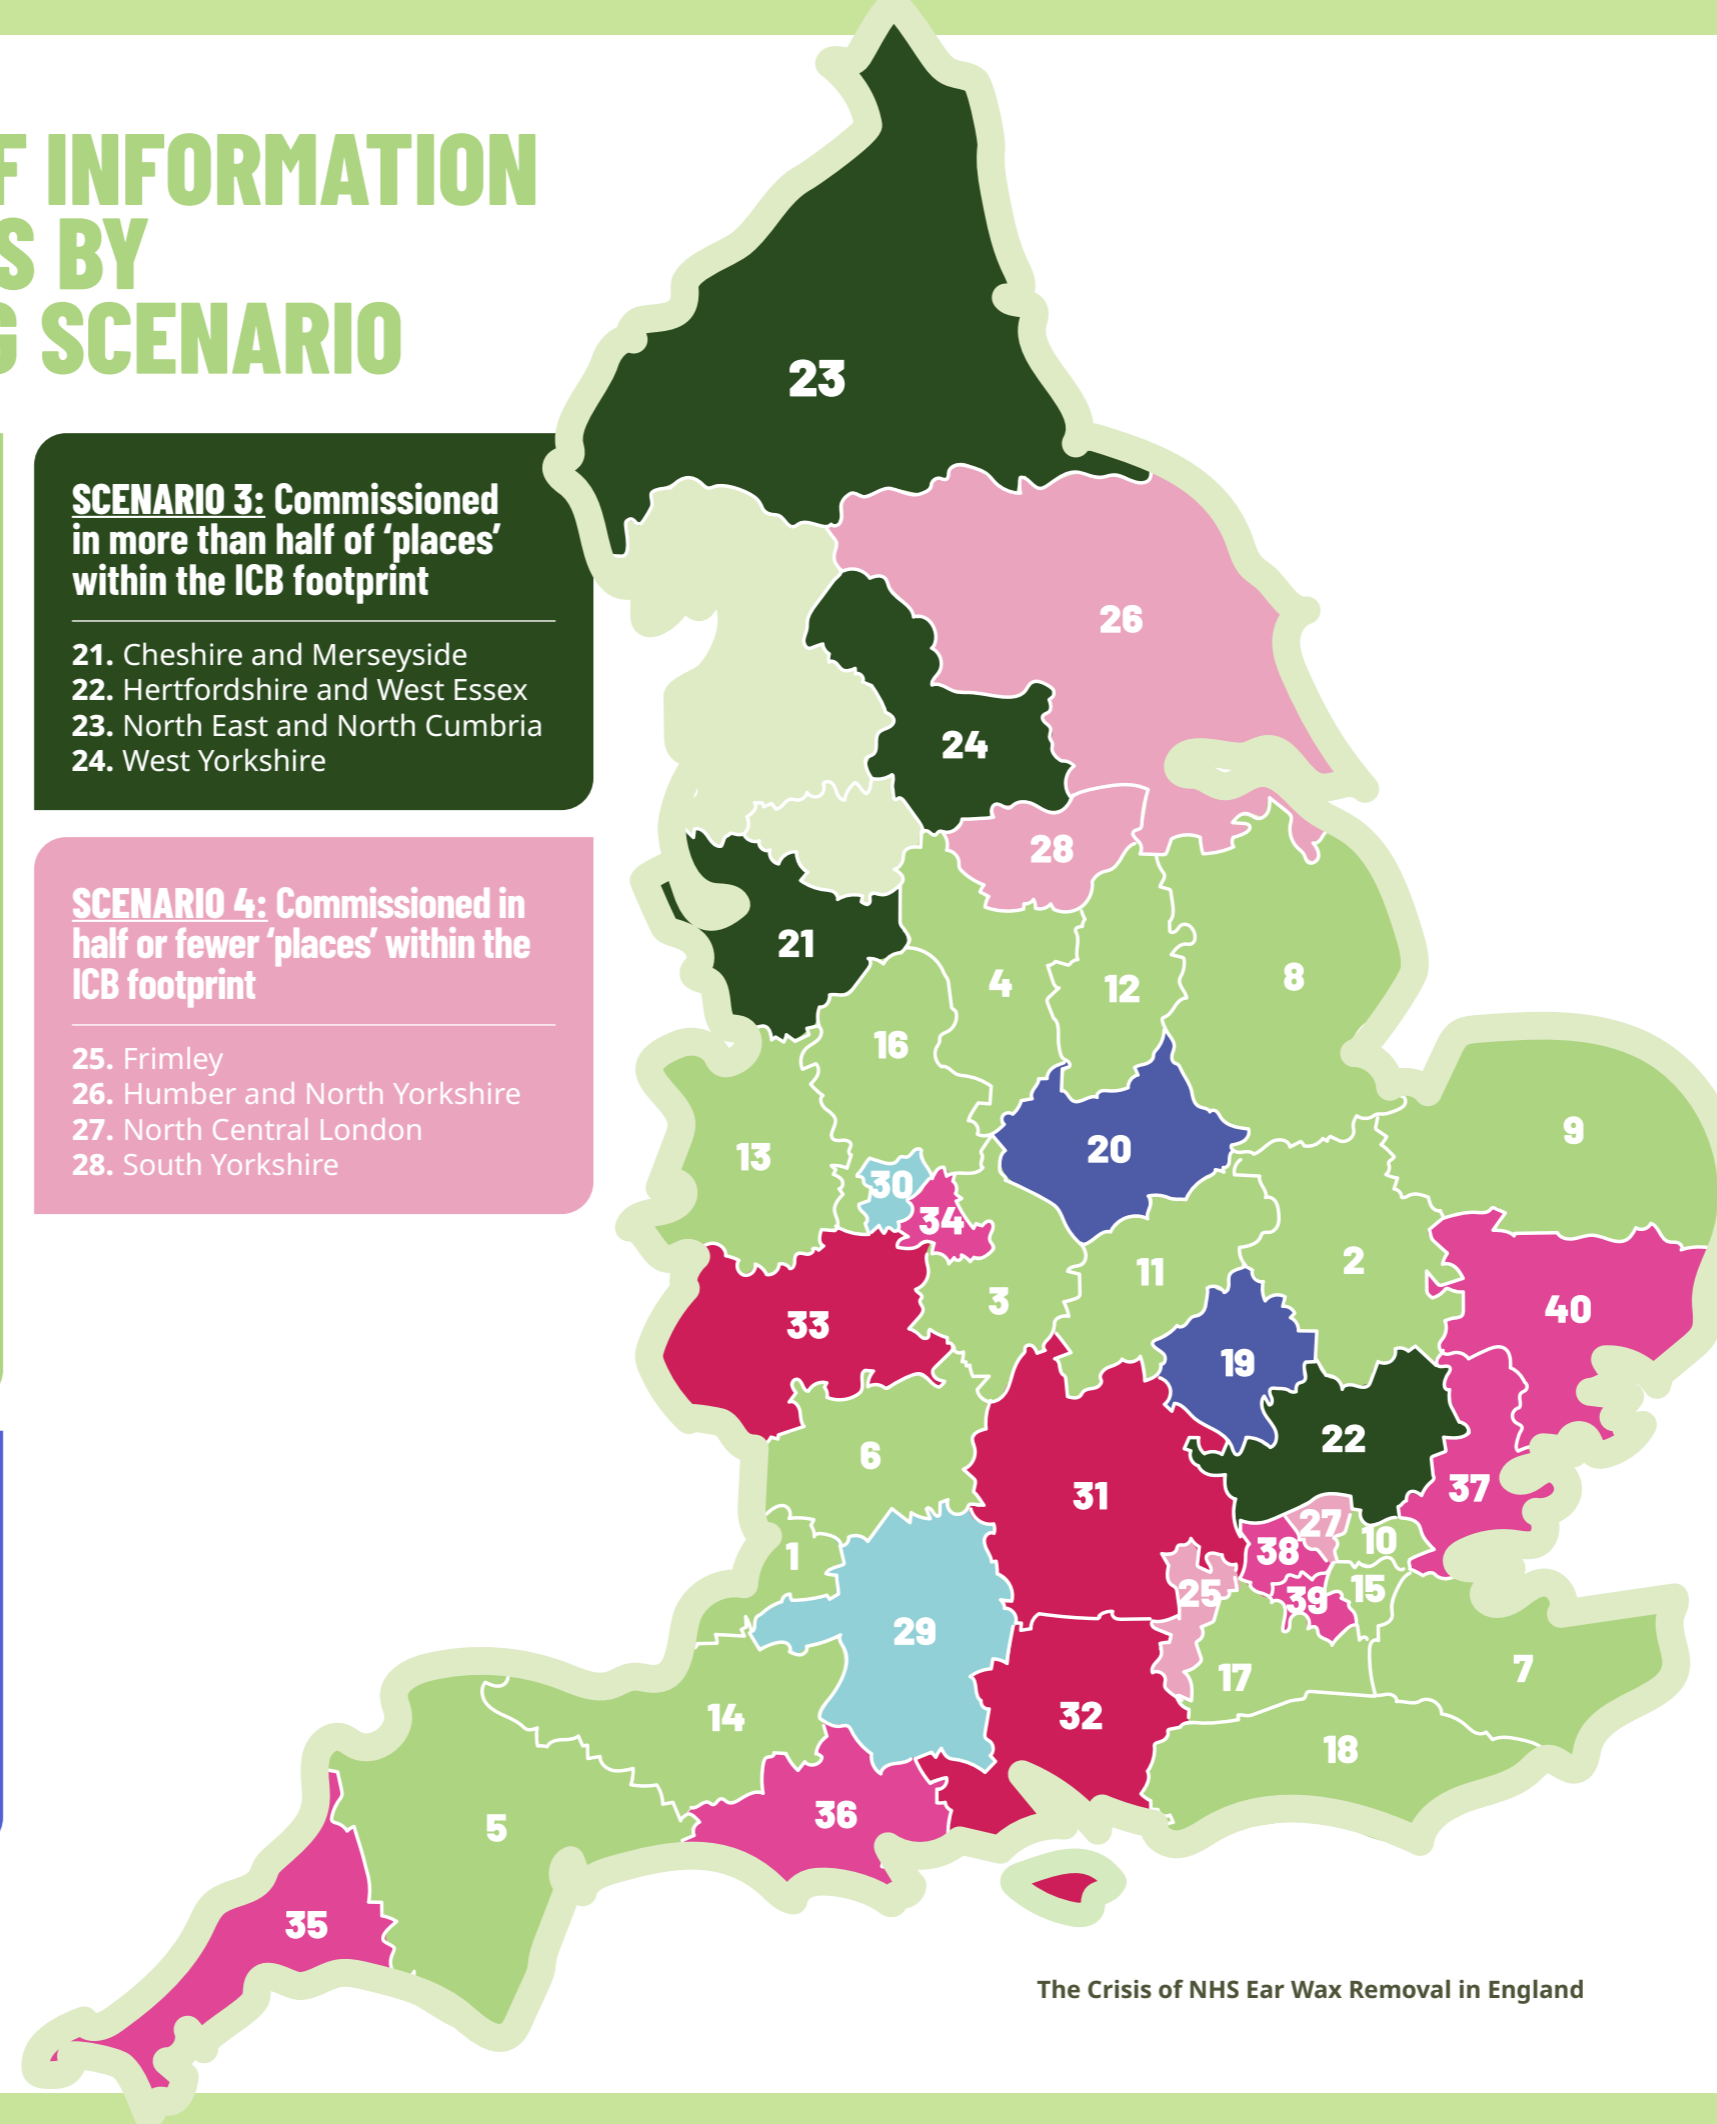 F INFORMATION
S BY
G SCENARIO
SCENARIO 3: Commissioned
in more than half of ‘places’
within the ICB footprint
21. Cheshire and Merseyside
22. Hertfordshire and West Essex
23. North East and North Cumbria
24. West Yorkshire
SCENARIO 4: Commissioned in
half or fewer ‘places’ within the
ICB footprint
25. Frimley
26. Humber and North Yorkshire
27. North Central London
28. South Yorkshire
23
26
24
28
21
4
12
8
16
9
13
20
30
34
11
2
3
40
33
19
22
6
31
37
27
10
38
1
25
39
15
29
17
7
14
32
18
36
5
35
The Crisis of NHS Ear Wax Removal in England